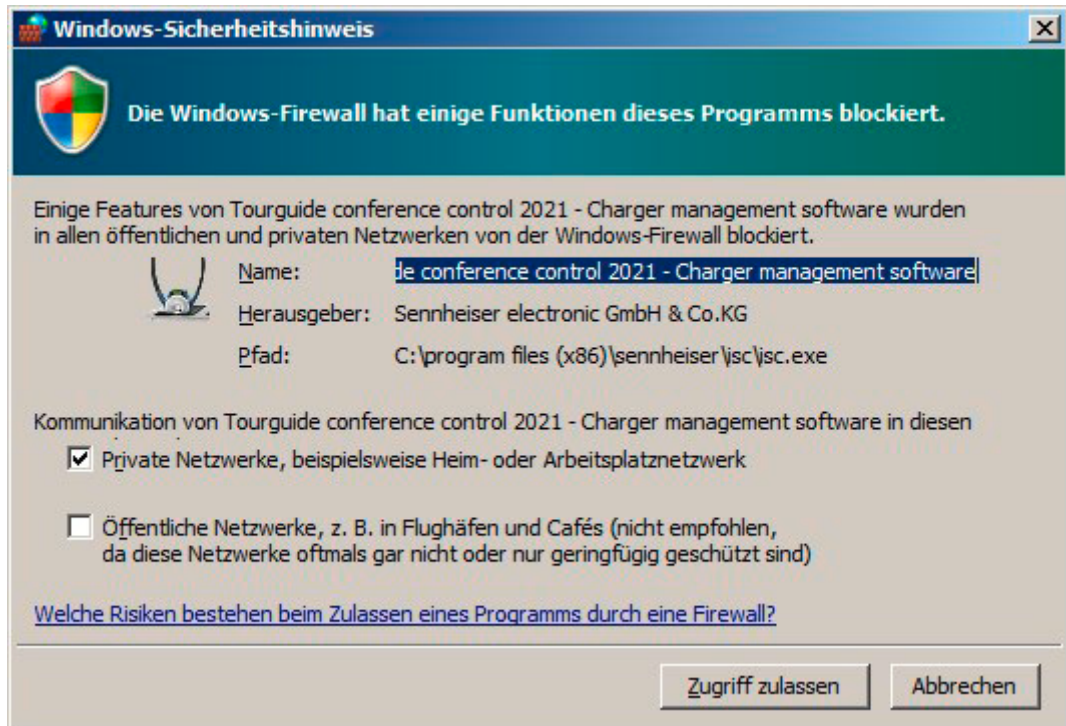 Windows-Sicherheitshinweis
Die Windows-Firewall hat einige Funktionen dieses Programms blockiert.
Einige Features von Tourguide conference control 2021 - Charger management software wurden
in allen öffentlichen und privaten Netzwerken von der Windows-Firewall blockiert.
Name: de conference control 2021 - Charger management software
Herausgeber: Sennheiser electronic GmbH & Co.KG
Pfad: C:\program files (x86)\sennheiser\isc\isc.exe
Kommunikation von Tourguide conference control 2021 - Charger management software in diesen
Private Netzwerke, beispielsweise Heim- oder Arbeitsplatznetzwerk
Öffentliche Netzwerke, z. B. in Flughäfen und Cafés (nicht empfohlen,
da diese Netzwerke oftmals gar nicht oder nur geringfügig geschützt sind)
Welche Risiken bestehen beim Zulassen eines Programms durch eine Firewall?
Zugriff zulassen Abbrechen